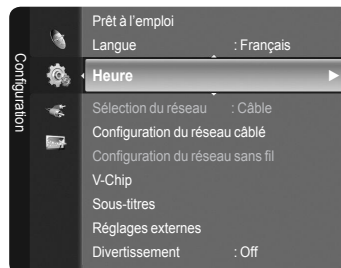 Configuration
Prêt à l'emploi
Langue : Français
Heure
Sélection du réseau : Câble
Configuration du réseau câblé
Configuration du réseau sans fil
V-Chip
Sous-titres
Réglages externes
Divertissement : Off